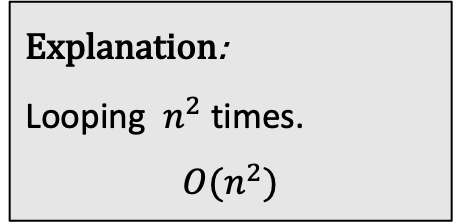 Explanation:
Looping n² times.
O(n²)